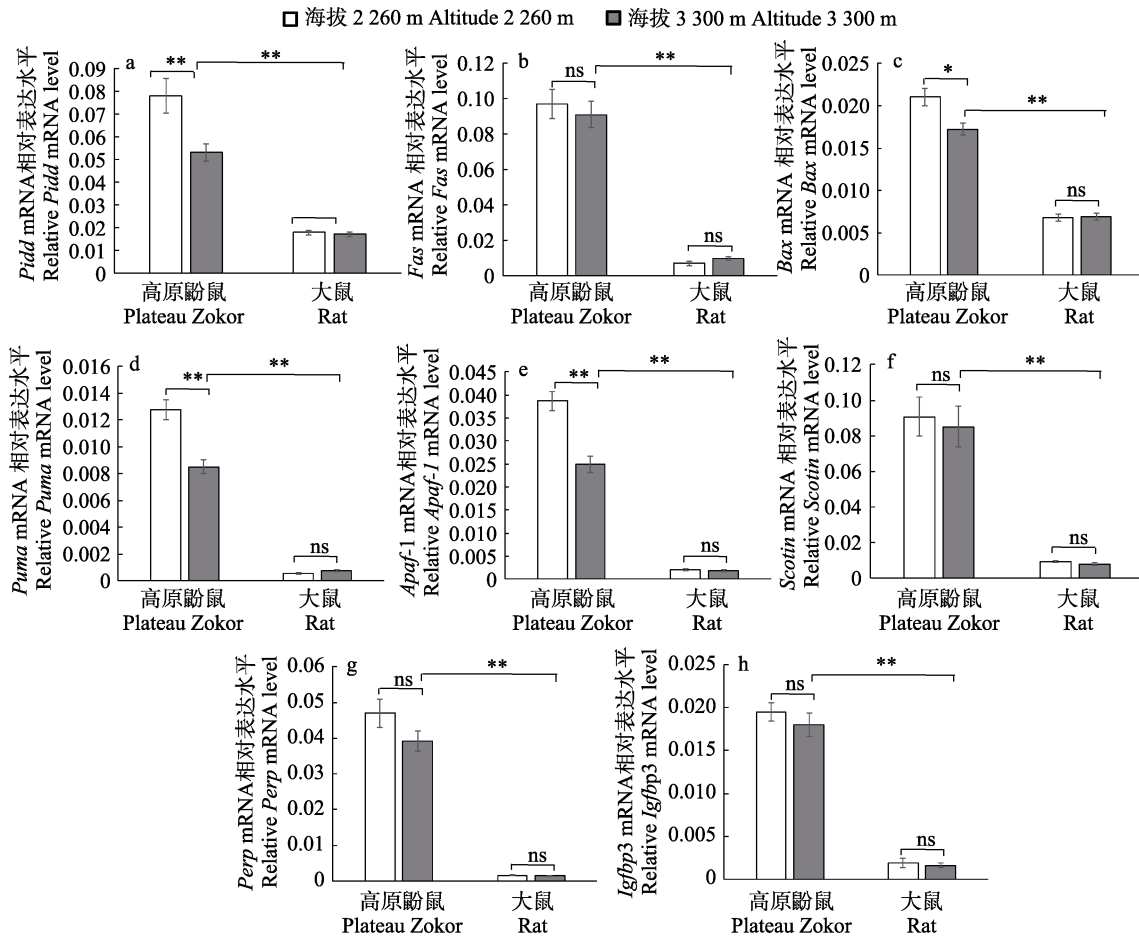 海拔 2 260 m Altitude 2 260 m 海拔 3 300 m Altitude 3 300 m
a
Pidd mRNA相对表达水平
Relative Pidd mRNA level
0.09
0.08
0.07
0.06
0.05
0.04
0.03
0.02
0.01
0
**
**
高原鼢鼠
Plateau Zokor
大鼠
Rat
b
Fas mRNA 相对表达水平
Relative Fas mRNA level
0.12
0.10
0.08
0.06
0.04
0.02
0
ns
**
ns
高原鼢鼠
Plateau Zokor
大鼠
Rat
c
Bax mRNA 相对表达水平
Relative Bax mRNA level
0.025
0.020
0.015
0.010
0.005
0
*
**
ns
高原鼢鼠
Plateau Zokor
大鼠
Rat
d
Puma mRNA 相对表达水平
Relative Puma mRNA level
0.016
0.014
0.012
0.010
0.008
0.006
0.004
0.002
0
**
**
ns
高原鼢鼠
Plateau Zokor
大鼠
Rat
e
Apaf-1 mRNA相对表达水平
Relative Apaf-1 mRNA level
0.045
0.040
0.035
0.030
0.025
0.020
0.015
0.010
0.005
0
**
**
ns
高原鼢鼠
Plateau Zokor
大鼠
Rat
f
Scotin mRNA 相对表达水平
Relative Scotin mRNA level
0.12
0.10
0.08
0.06
0.04
0.02
0
ns
**
ns
高原鼢鼠
Plateau Zokor
大鼠
Rat
g
Perp mRNA相对表达水平
Relative Perp mRNA level
0.06
0.05
0.04
0.03
0.02
0.01
0
ns
**
ns
高原鼢鼠
Plateau Zokor
大鼠
Rat
h
Igfbp3 mRNA相对表达水平
Relative Igfbp3 mRNA level
0.025
0.020
0.015
0.010
0.005
0
ns
**
ns
高原鼢鼠
Plateau Zokor
大鼠
Rat